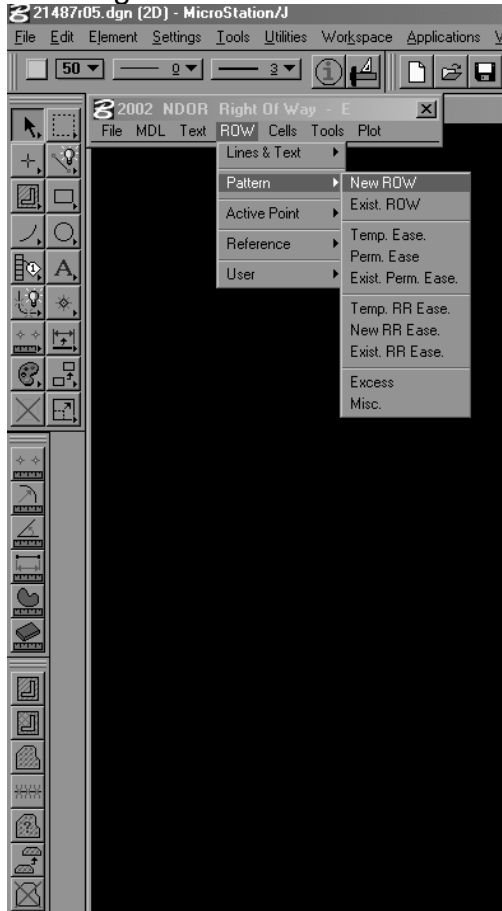 21487r05.dgn (2D) - MicroStation/J
File Edit Element Settings Tools Utilities Workspace Applications
50 0 3
2002 NDOR Right Of Way - E
File MDL Text ROW Cells Tools Plot
Lines & Text
Pattern
Active Point
Reference
User
New ROW
Exist. ROW
Temp. Ease.
Perm. Ease
Exist. Perm. Ease.
Temp. RR Ease.
New RR Ease.
Exist. RR Ease.
Excess
Misc.